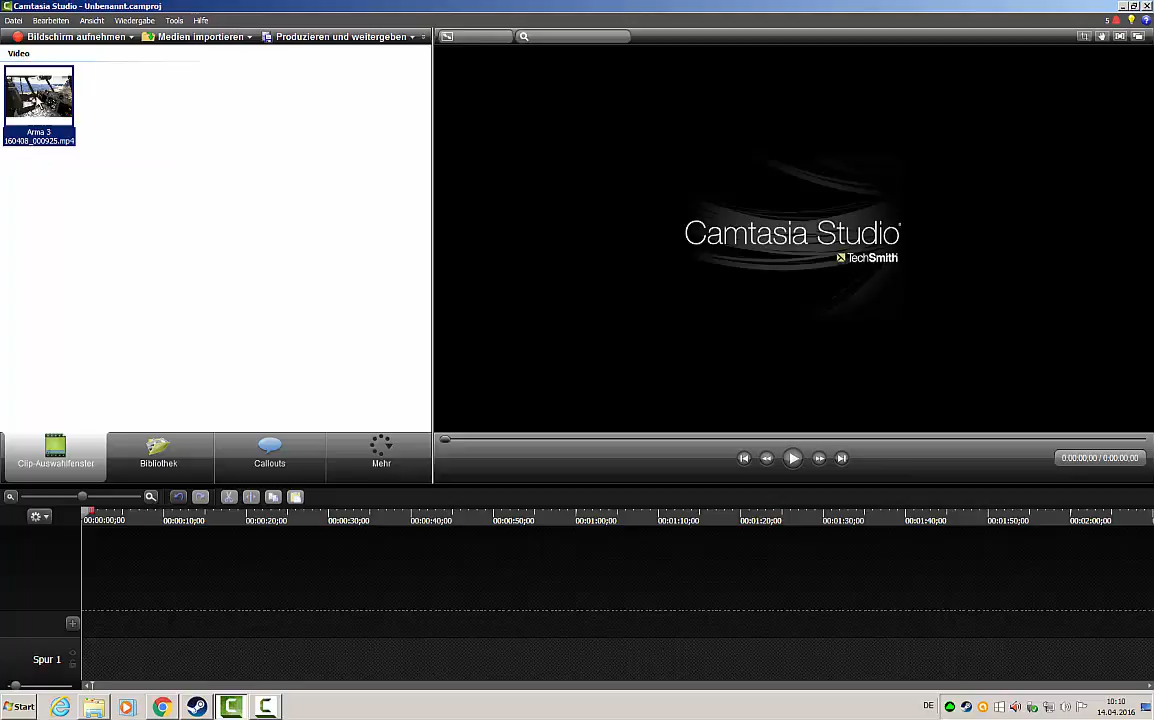 Camtasia Studio - Unbenannt.camproj
Datei Bearbeiten Ansicht Wiedergabe Tools Hilfe
5
Bildschirm aufnehmen Medien importieren Produzieren und weitergeben
Video
Arma 3
160408_000925.mp4
Camtasia Studio
TechSmith
Clip-Auswahlfenster Bibliothek Callouts Mehr
0:00:00;00 / 0:00:00;00
00:00:00;00 00:00:10;00 00:00:20;00 00:00:30;00 00:00:40;00 00:00:50;00 00:01:00;00 00:01:10;00 00:01:20;00 00:01:30;00 00:01:40;00 00:01:50;00 00:02:00;00
Spur 1
Start
DE
10:10
14.04.2016